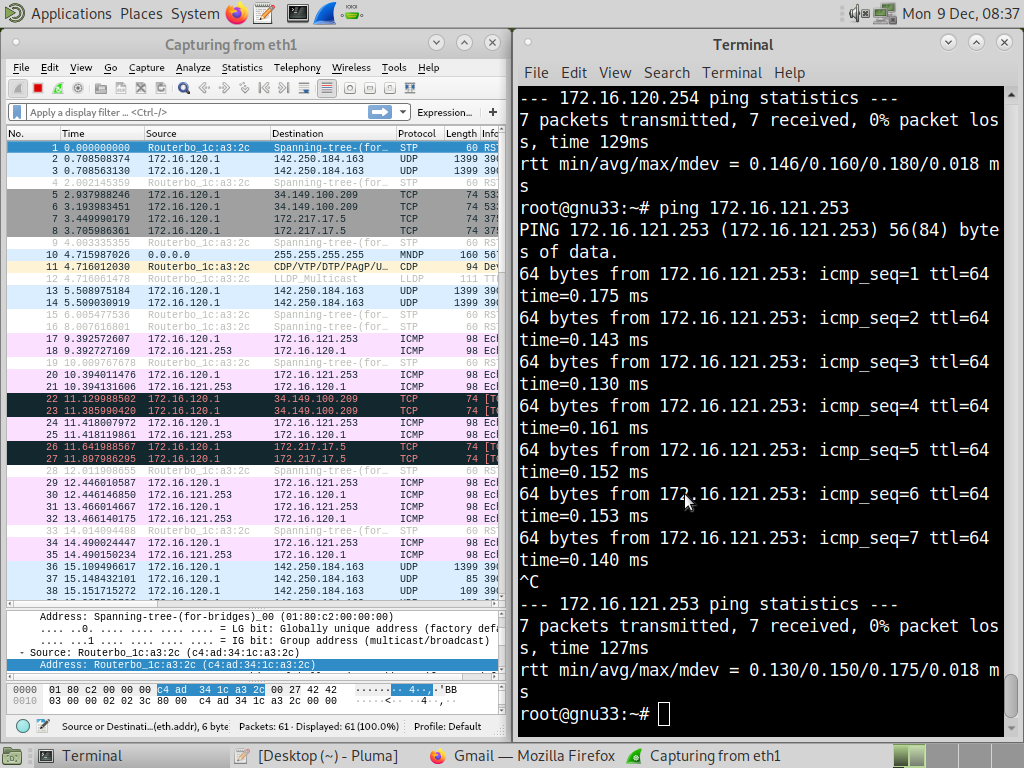 Applications Places System Mon 9 Dec, 08:37
Capturing from eth1
File Edit View Go Capture Analyze Statistics Telephony Wireless Tools Help
Apply a display filter ... <Ctrl-/> Expression... +
No. Time Source Destination Protocol Length Info
1 0.000000000 Routerbo_1c:a3:2c Spanning-tree-(for… STP 60 RS
2 0.708508374 172.16.120.1 142.250.184.163 UDP 1399 390
3 0.708563130 172.16.120.1 142.250.184.163 UDP 1399 390
4 2.002145359 Routerbo_1c:a3:2c Spanning-tree-(for… STP 60 RS
5 2.937988246 172.16.120.1 34.149.100.209 TCP 74 533
6 3.193983451 172.16.120.1 34.149.100.209 TCP 74 533
7 3.449990179 172.16.120.1 172.217.17.5 TCP 74 375
8 3.705986361 172.16.120.1 172.217.17.5 TCP 74 375
9 4.003335355 Routerbo_1c:a3:2c Spanning-tree-(for… STP 60 RS
10 4.715987026 0.0.0.0 255.255.255.255 MNDP 160 567
11 4.716012030 Routerbo_1c:a3:2c CDP/VTP/DTP/PAgP/U… CDP 94 Dev
12 4.716061478 Routerbo_1c:a3:2c LLDP_Multicast LLDP 111 TT
13 5.508975184 172.16.120.1 142.250.184.163 UDP 1399 390
14 5.509030919 172.16.120.1 142.250.184.163 UDP 1399 390
15 6.005477536 Routerbo_1c:a3:2c Spanning-tree-(for… STP 60 RS
16 8.007616801 Routerbo_1c:a3:2c Spanning-tree-(for… STP 60 RS
17 9.392572607 172.16.120.1 172.16.121.253 ICMP 98 Ech
18 9.392727169 172.16.121.253 172.16.120.1 ICMP 98 Ech
19 10.009767678 Routerbo_1c:a3:2c Spanning-tree-(for… STP 60 RS
20 10.394011476 172.16.120.1 172.16.121.253 ICMP 98 Ech
21 10.394131606 172.16.121.253 172.16.120.1 ICMP 98 Ech
22 11.129988502 172.16.120.1 34.149.100.209 TCP 74 [TC
23 11.385990420 172.16.120.1 34.149.100.209 TCP 74 [TC
24 11.418007972 172.16.120.1 172.16.121.253 ICMP 98 Ech
25 11.418119861 172.16.121.253 172.16.120.1 ICMP 98 Ech
26 11.641988567 172.16.120.1 172.217.17.5 TCP 74 [TC
27 11.897986295 172.16.120.1 172.217.17.5 TCP 74 [TC
28 12.011908655 Routerbo_1c:a3:2c Spanning-tree-(for… STP 60 RS
29 12.446010587 172.16.120.1 172.16.121.253 ICMP 98 Ech
30 12.446146850 172.16.121.253 172.16.120.1 ICMP 98 Ech
31 13.466014667 172.16.120.1 172.16.121.253 ICMP 98 Ech
32 13.466140175 172.16.121.253 172.16.120.1 ICMP 98 Ech
33 14.014094488 Routerbo_1c:a3:2c Spanning-tree-(for… STP 60 RS
34 14.490024447 172.16.120.1 172.16.121.253 ICMP 98 Ech
35 14.490150234 172.16.121.253 172.16.120.1 ICMP 98 Ech
36 15.109496617 172.16.120.1 142.250.184.163 UDP 1399 390
37 15.148432101 172.16.120.1 142.250.184.163 UDP 85 390
38 15.151715272 172.16.120.1 142.250.184.163 UDP 109 390
Address: Spanning-tree-(for-bridges)_00 (01:80:c2:00:00:00)
.... ..0. .... .... .... .... = LG bit: Globally unique address (factory defa
.... ...1 .... .... .... .... = IG bit: Group address (multicast/broadcast)
- Source: Routerbo_1c:a3:2c (c4:ad:34:1c:a3:2c)
Address: Routerbo_1c:a3:2c (c4:ad:34:1c:a3:2c)
0000 01 80 c2 00 00 00 c4 ad 34 1c a3 2c 00 27 42 42 ········ 4··,·'BB
0010 03 00 00 02 02 3c 80 00 c4 ad 34 1c a3 2c 00 00 ·····<·· ··4··,··
Source or Destinati…(eth.addr), 6 byte Packets: 61 · Displayed: 61 (100.0%) Profile: Default
Terminal
File Edit View Search Terminal Help
--- 172.16.120.254 ping statistics ---
7 packets transmitted, 7 received, 0% packet los
s, time 129ms
rtt min/avg/max/mdev = 0.146/0.160/0.180/0.018 m
s
root@gnu33:~# ping 172.16.121.253
PING 172.16.121.253 (172.16.121.253) 56(84) byte
s of data.
64 bytes from 172.16.121.253: icmp_seq=1 ttl=64
time=0.175 ms
64 bytes from 172.16.121.253: icmp_seq=2 ttl=64
time=0.143 ms
64 bytes from 172.16.121.253: icmp_seq=3 ttl=64
time=0.130 ms
64 bytes from 172.16.121.253: icmp_seq=4 ttl=64
time=0.161 ms
64 bytes from 172.16.121.253: icmp_seq=5 ttl=64
time=0.152 ms
64 bytes from 172.16.121.253: icmp_seq=6 ttl=64
time=0.153 ms
64 bytes from 172.16.121.253: icmp_seq=7 ttl=64
time=0.140 ms
^C
--- 172.16.121.253 ping statistics ---
7 packets transmitted, 7 received, 0% packet los
s, time 127ms
rtt min/avg/max/mdev = 0.130/0.150/0.175/0.018 m
s
root@gnu33:~#
Terminal [Desktop (~) - Pluma] Gmail — Mozilla Firefox Capturing from eth1